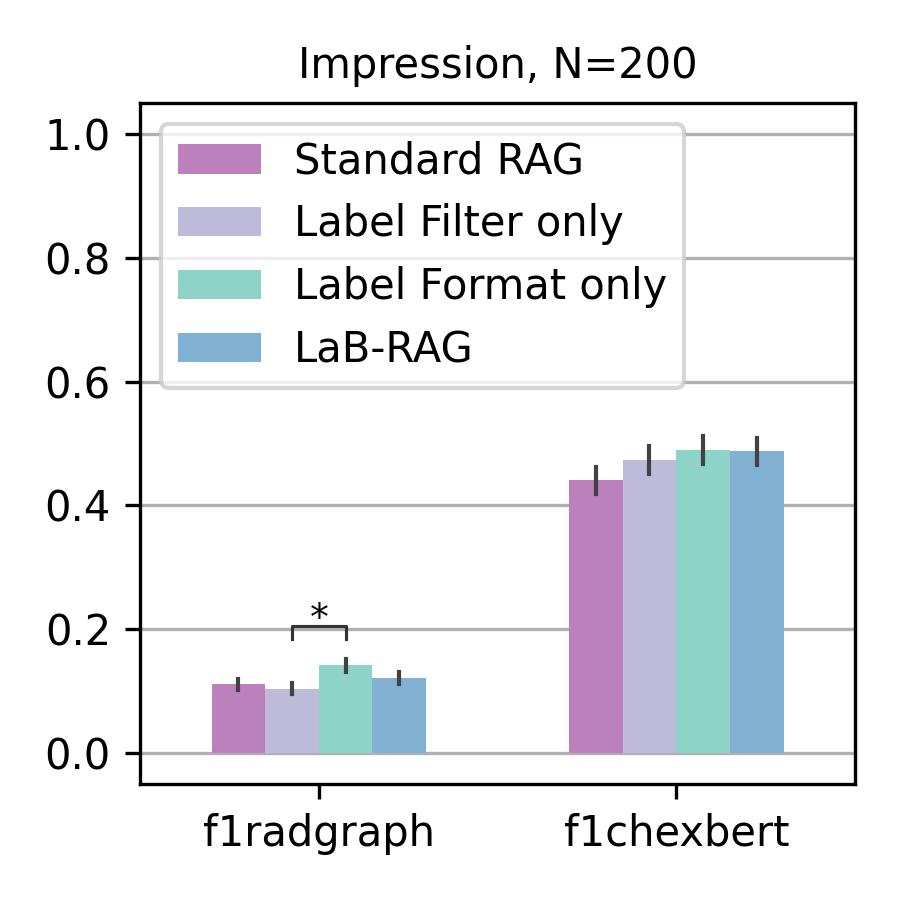 Impression, N=200
1.0
0.8
0.6
0.4
0.2
0.0
Standard RAG
Label Filter only
Label Format only
LaB-RAG
*
f1radgraph
f1chexbert